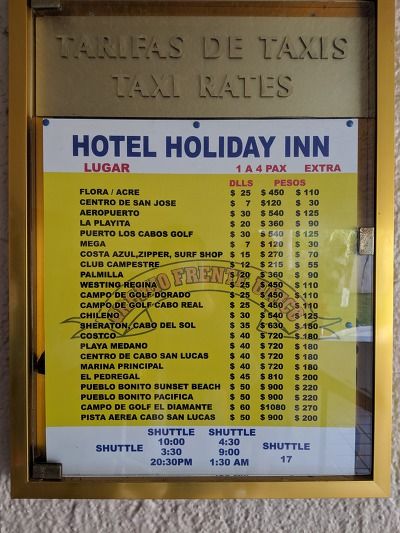 TARIFAS DE TAXIS
TAXI RATES
HOTEL HOLIDAY INN
LUGAR 1 A 4 PAX EXTRA
DLLS PESOS
FLORA / ACRE $ 25 $ 450 $ 110
CENTRO DE SAN JOSE $ 7 $120 $ 30
AEROPUERTO $ 30 $ 540 $ 125
LA PLAYITA $ 20 $ 360 $ 90
PUERTO LOS CABOS GOLF $ 30 $ 540 $ 125
MEGA $ 7 $ 120 $ 30
COSTA AZUL,ZIPPER, SURF SHOP $ 15 $ 270 $ 70
CLUB CAMPESTRE $ 12 $ 215 $ 55
PALMILLA $ 20 $ 360 $ 90
WESTING REGINA $ 25 $ 450 $ 110
CAMPO DE GOLF DORADO $ 25 $ 450 $ 110
CAMPO DE GOLF CABO REAL $ 25 $ 450 $ 110
CHILENO $ 30 $ 540 $ 125
SHERATON, CABO DEL SOL $ 35 $ 630 $ 150
COSTCO $ 40 $ 720 $ 180
PLAYA MEDANO $ 40 $ 720 $ 180
CENTRO DE CABO SAN LUCAS $ 40 $ 720 $ 180
MARINA PRINCIPAL $ 40 $ 720 $ 180
EL PEDREGAL $ 45 $ 810 $ 200
PUEBLO BONITO SUNSET BEACH $ 50 $ 900 $ 220
PUEBLO BONITO PACIFICA $ 50 $ 900 $ 220
CAMPO DE GOLF EL DIAMANTE $ 60 $1080 $ 270
PISTA AEREA CABO SAN LUCAS $ 50 $ 900 $ 200
SHUTTLE SHUTTLE
10:00 4:30
SHUTTLE 3:30 9:00 SHUTTLE
20:30PM 1:30 AM 17